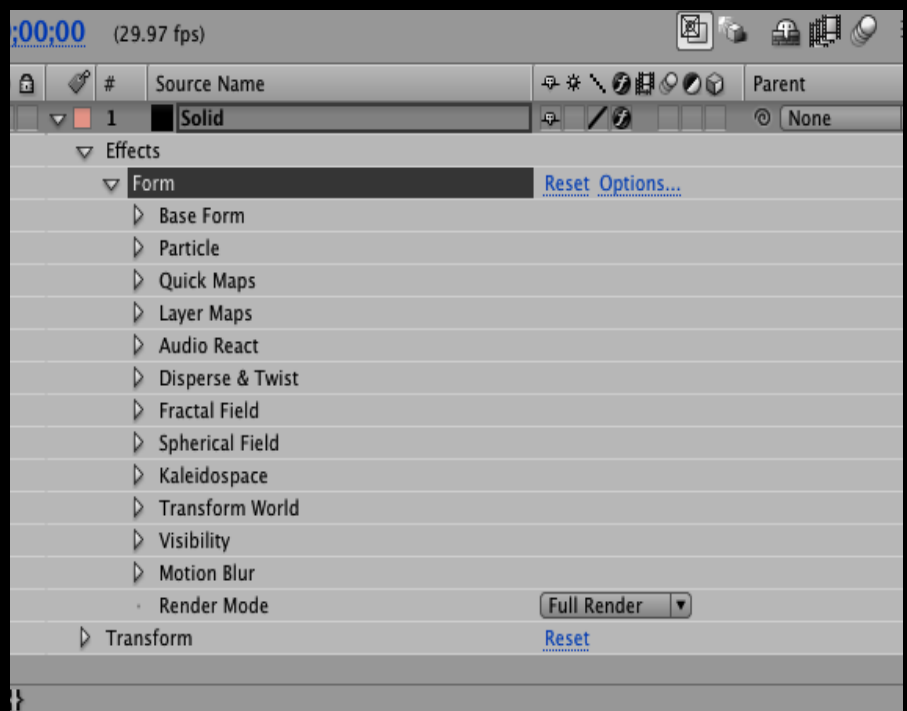 ;00;00 (29.97 fps)
# Source Name Parent
1 Solid None
Effects
Form Reset Options...
Base Form
Particle
Quick Maps
Layer Maps
Audio React
Disperse & Twist
Fractal Field
Spherical Field
Kaleidospace
Transform World
Visibility
Motion Blur
Render Mode Full Render
Transform Reset